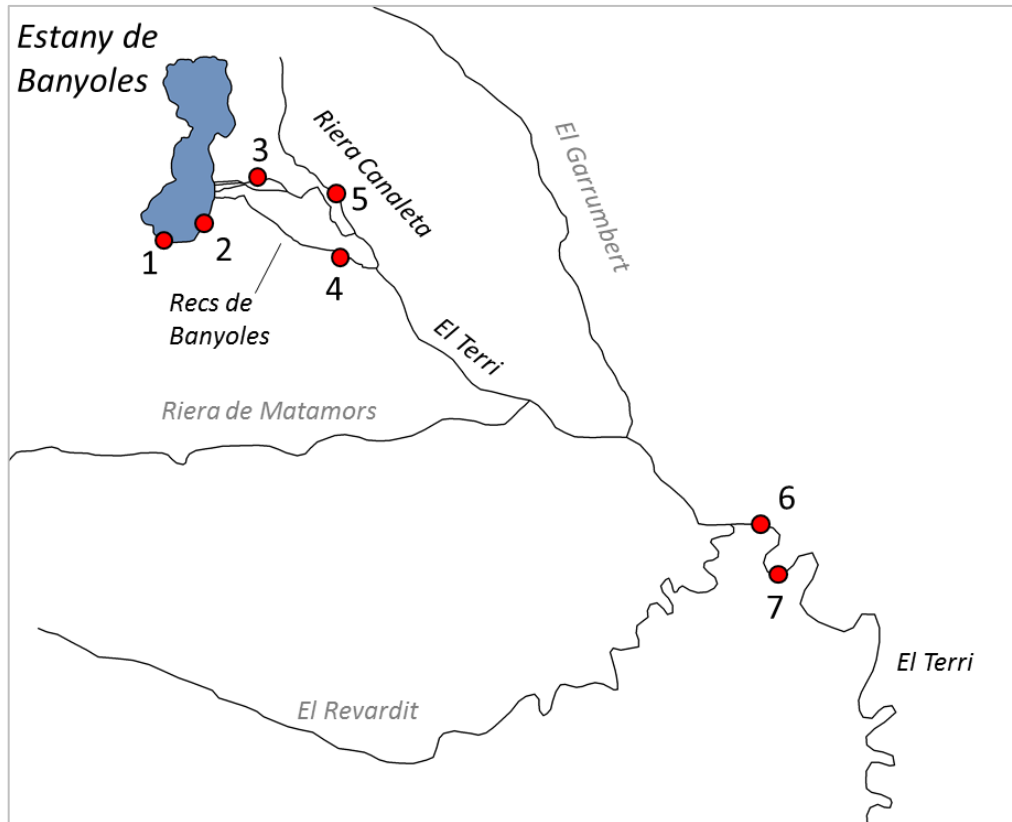 Estany de
Banyoles
El Garrumbert
Riera Canaleta
3
5
2
1
4
Recs de
Banyoles
El Terri
Riera de Matamors
6
7
El Terri
El Revardit